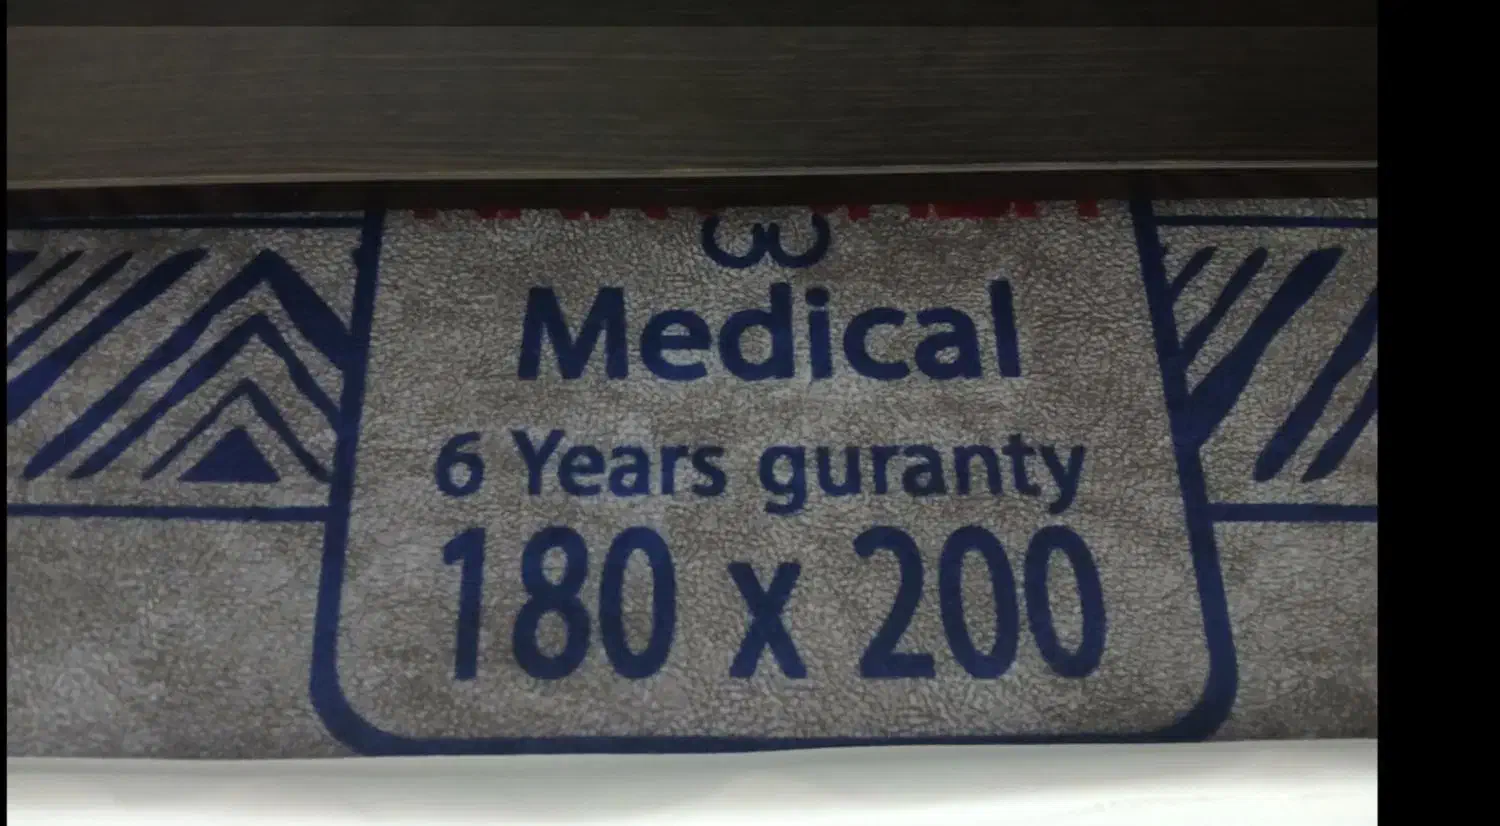 Medical
6 Years guranty
180 x 200